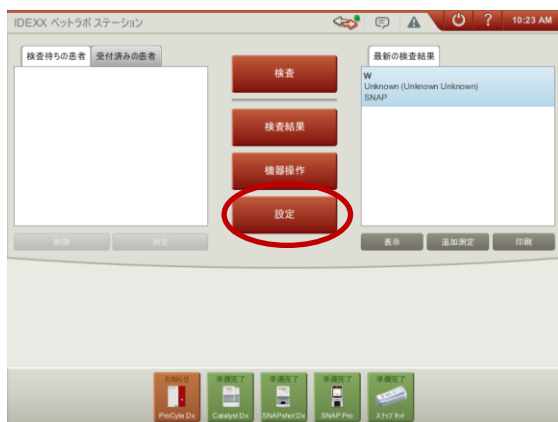 IDEXX ベットラボ ステーション
10:23 AM
検査待ちの患者
受付済みの患者
検査
検査結果
機器操作
設定
最新の検査結果
W
Unknown (Unknown Unknown)
SNAP
削除
測定
表示
追加測定
印刷
お知らせ
ProCyte Dx
準備完了
Catalyst Dx
準備完了
SNAPshot Dx
準備完了
SNAP Pro
準備完了
スナップ キット